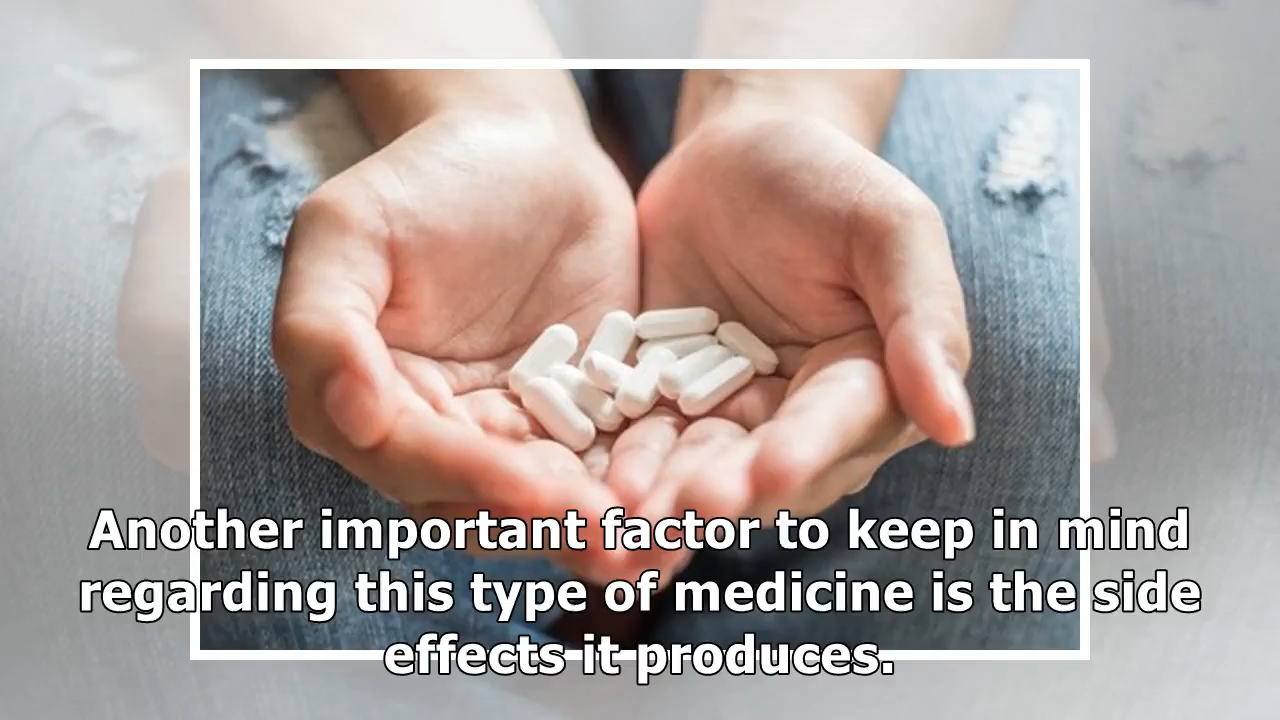 Another important factor to keep in mind
regarding this type of medicine is the side
effects it produces.